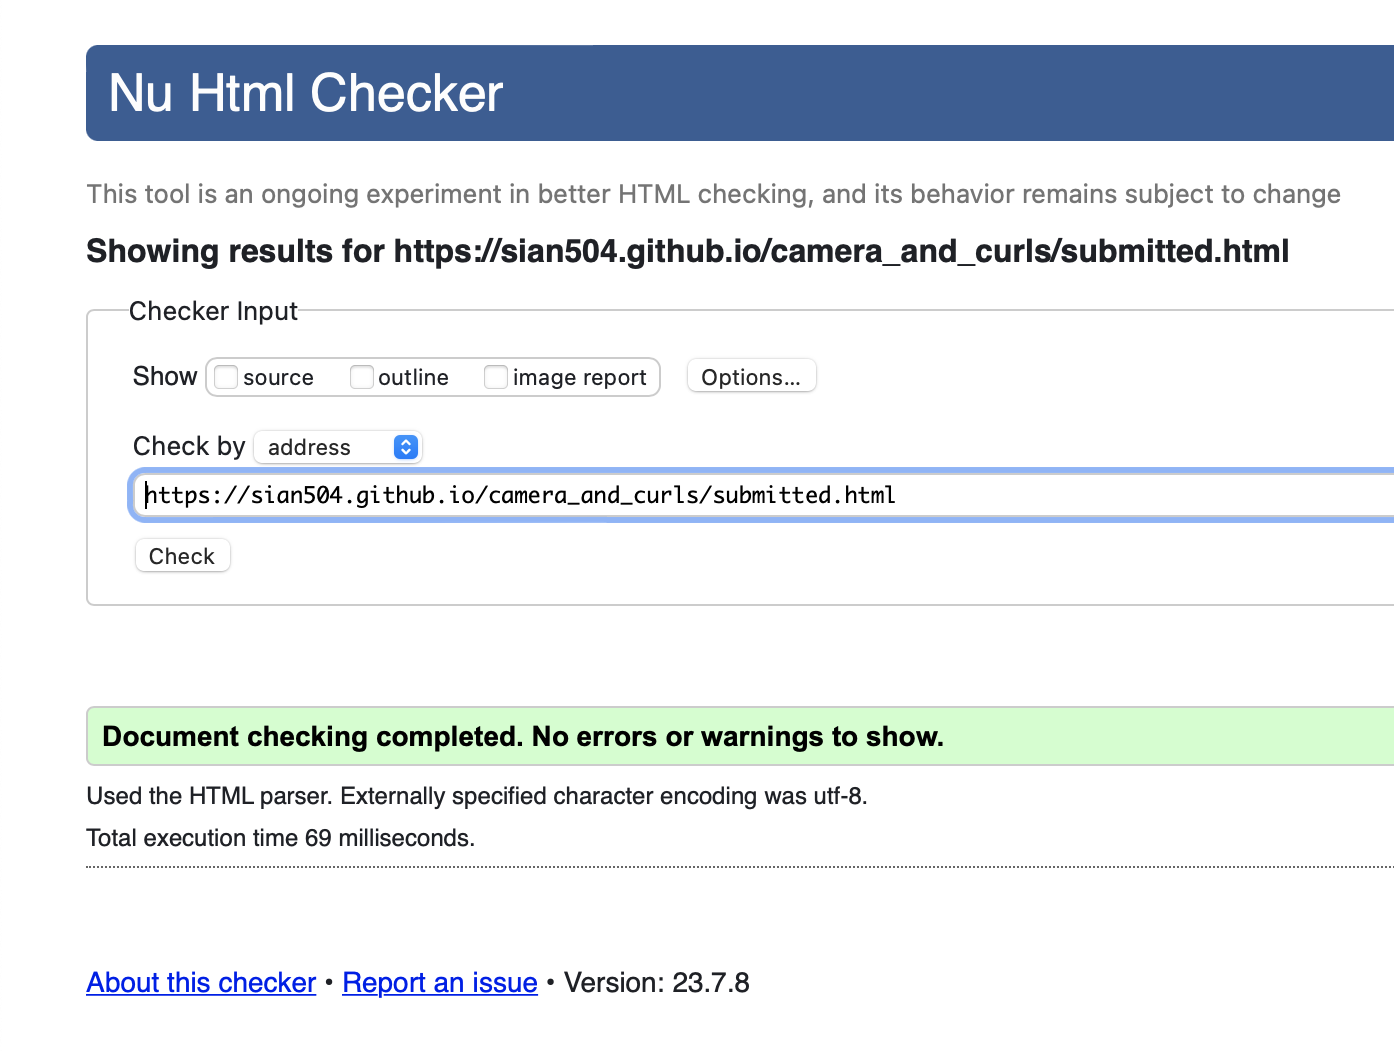 Nu Html Checker
This tool is an ongoing experiment in better HTML checking, and its behavior remains subject to change
Showing results for https://sian504.github.io/camera_and_curls/submitted.html
Checker Input
Show source outline image report Options...
Check by address
https://sian504.github.io/camera_and_curls/submitted.html
Check
Document checking completed. No errors or warnings to show.
Used the HTML parser. Externally specified character encoding was utf-8.
Total execution time 69 milliseconds.
About this checker • Report an issue • Version: 23.7.8